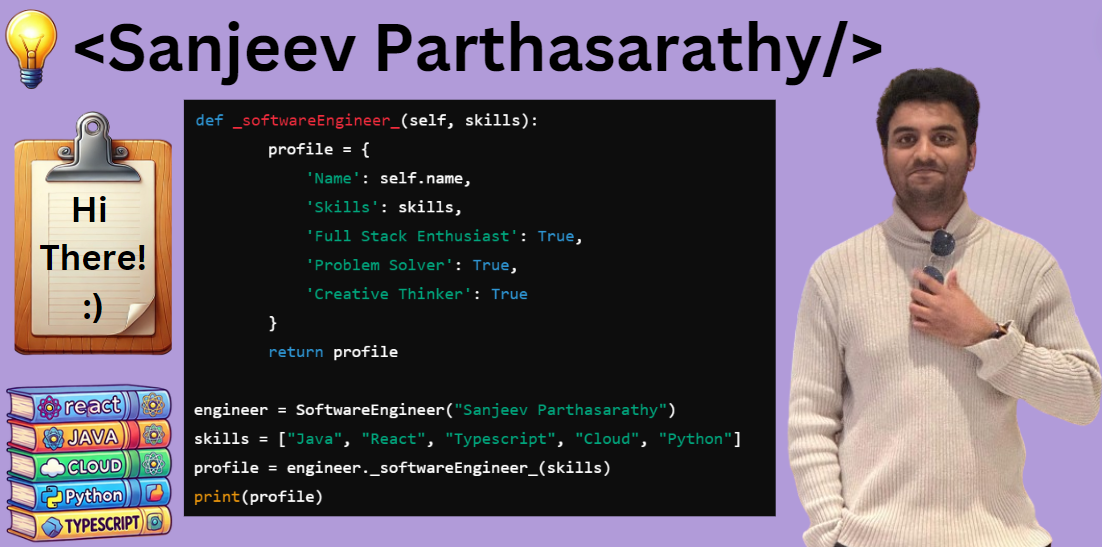 <Sanjeev Parthasarathy/>
Hi
There!
:)
def _softwareEngineer_(self, skills):
profile = {
'Name': self.name,
'Skills': skills,
'Full Stack Enthusiast': True,
'Problem Solver': True,
'Creative Thinker': True
}
return profile
engineer = SoftwareEngineer("Sanjeev Parthasarathy")
skills = ["Java", "React", "Typescript", "Cloud", "Python"]
profile = engineer._softwareEngineer_(skills)
print(profile)
react
JAVA
CLOUD
Python
TYPESCRIPT